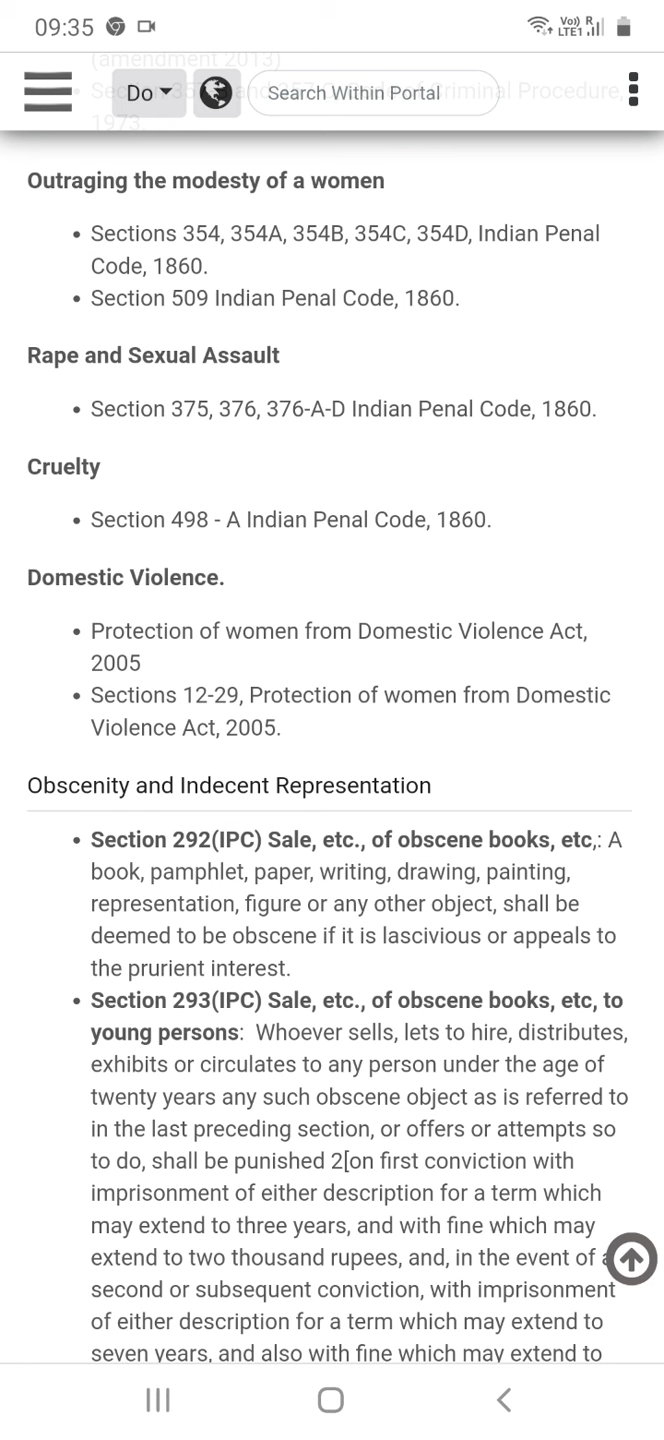 09:35
Vo)) R
LTE1
(amendment 2013)
Do
Search Within Portal
1973.
Outraging the modesty of a women
• Sections 354, 354A, 354B, 354C, 354D, Indian Penal
Code, 1860.
• Section 509 Indian Penal Code, 1860.
Rape and Sexual Assault
• Section 375, 376, 376-A-D Indian Penal Code, 1860.
Cruelty
• Section 498 - A Indian Penal Code, 1860.
Domestic Violence.
• Protection of women from Domestic Violence Act,
2005
• Sections 12-29, Protection of women from Domestic
Violence Act, 2005.
Obscenity and Indecent Representation
• Section 292(IPC) Sale, etc., of obscene books, etc,: A
book, pamphlet, paper, writing, drawing, painting,
representation, figure or any other object, shall be
deemed to be obscene if it is lascivious or appeals to
the prurient interest.
• Section 293(IPC) Sale, etc., of obscene books, etc, to
young persons:  Whoever sells, lets to hire, distributes,
exhibits or circulates to any person under the age of
twenty years any such obscene object as is referred to
in the last preceding section, or offers or attempts so
to do, shall be punished 2[on first conviction with
imprisonment of either description for a term which
may extend to three years, and with fine which may
extend to two thousand rupees, and, in the event of a
second or subsequent conviction, with imprisonment
of either description for a term which may extend to
seven years, and also with fine which may extend to